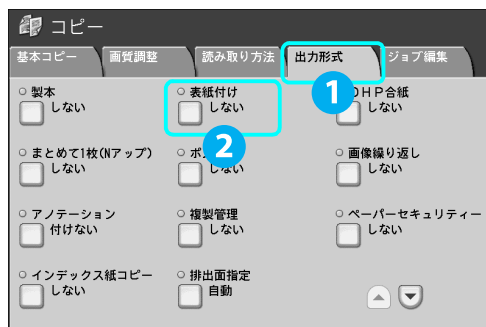 コピー
基本コピー 画質調整 読み取り方法 出力形式 ジョブ編集
製本 表紙付け HP合紙
しない しない しない
1
2
まとめて1枚(Nアップ) ポ 画像繰り返し
しない しない しない
アノテーション 複製管理 ペーパーセキュリティー
付けない しない しない
インデックス紙コピー 排出面指定
しない 自動